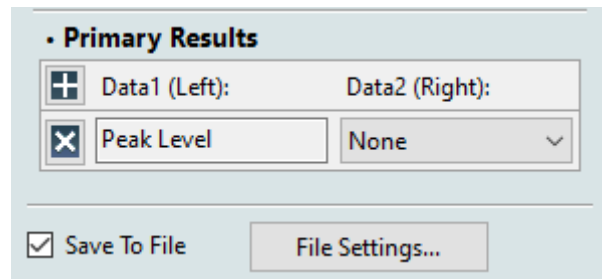 • Primary Results
Data1 (Left): Data2 (Right):
Peak Level None
Save To File File Settings...